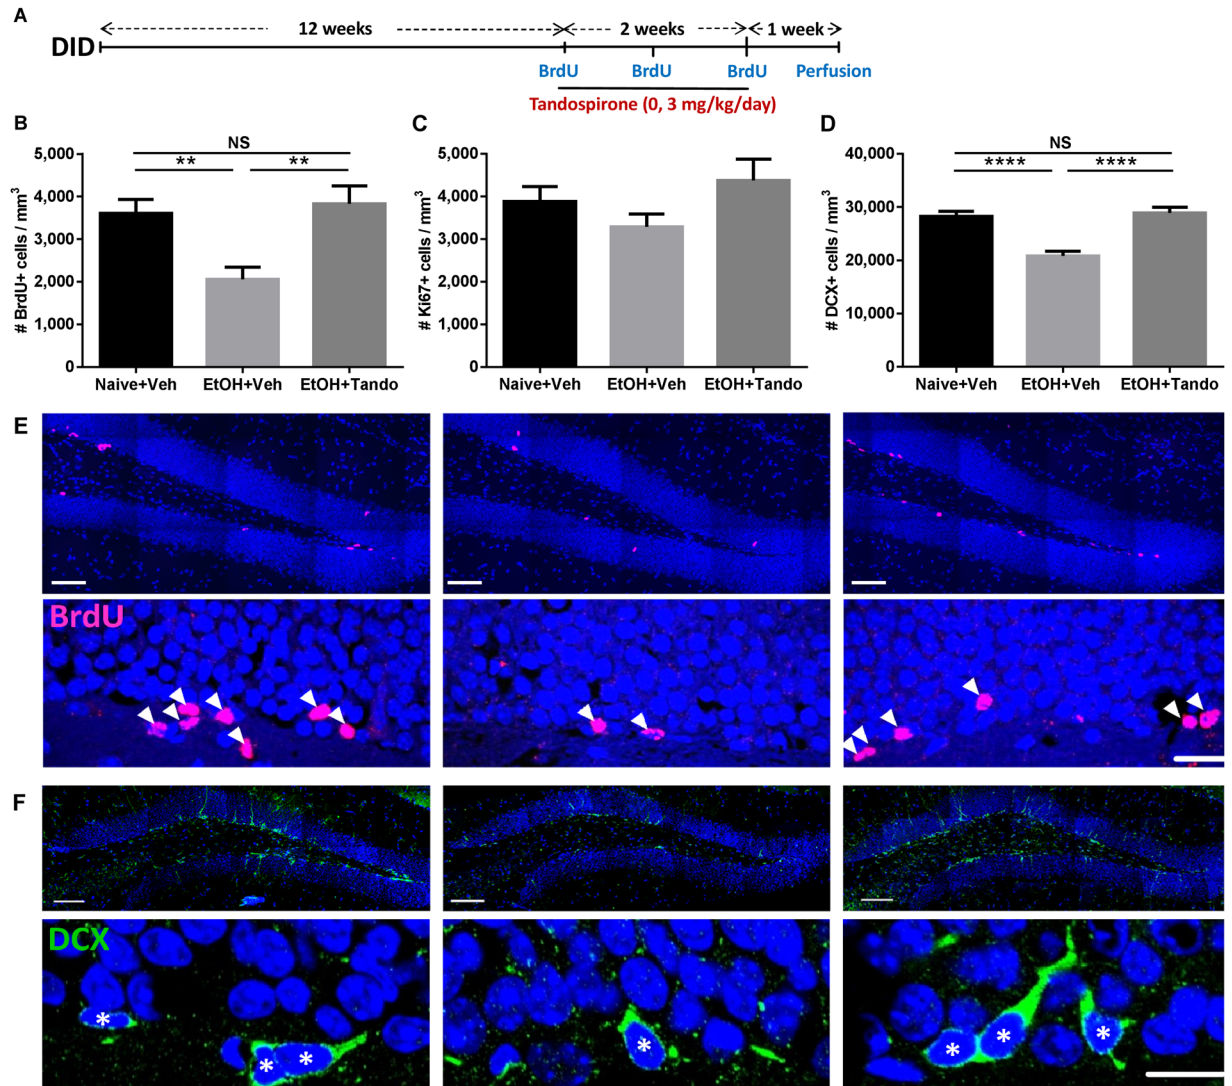 A
12 weeks
2 weeks
1 week
DID
BrdU
BrdU
BrdU
Perfusion
Tandospirone (0, 3 mg/kg/day)
B
NS
**
**
# BrdU+ cells / mm3
5,000
4,000
3,000
2,000
1,000
0
Naive+Veh
EtOH+Veh
EtOH+Tando
C
# Ki67+ cells / mm3
5,000
4,000
3,000
2,000
1,000
0
Naive+Veh
EtOH+Veh
EtOH+Tando
D
NS
****
****
# DCX+ cells / mm3
40,000
30,000
20,000
10,000
0
Naive+Veh
EtOH+Veh
EtOH+Tando
E
BrdU
F
DCX
*
*
*
*
*
*
*